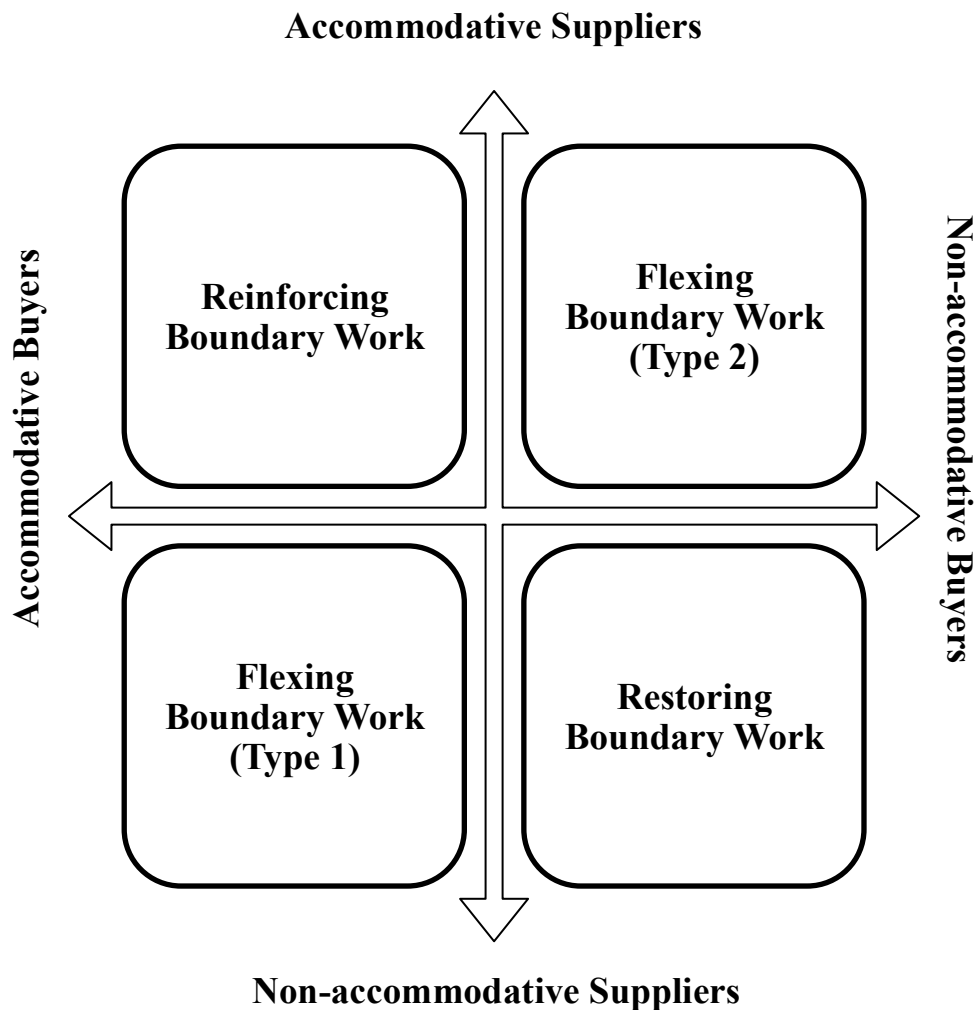 Accommodative Suppliers
Accommodative Buyers
Reinforcing
Boundary Work
Flexing
Boundary Work
(Type 2)
Non-accommodative Buyers
Flexing
Boundary Work
(Type 1)
Restoring
Boundary Work
Non-accommodative Suppliers